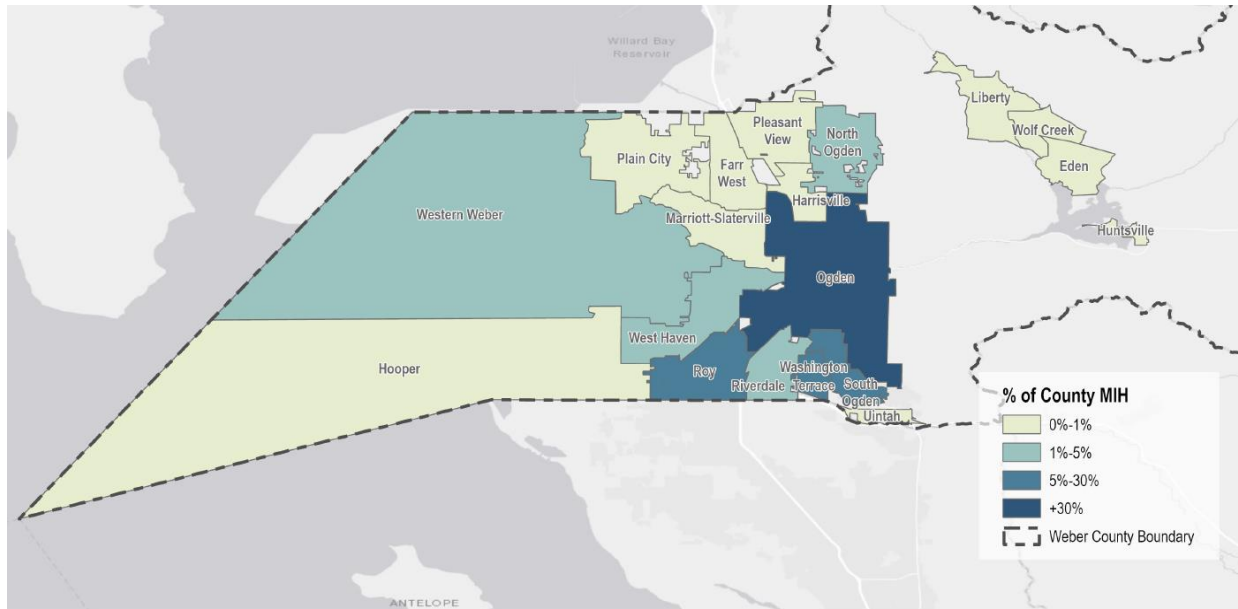 Willard Bay
Reservoir
Liberty
Wolf Creek
Eden
Huntsville
Pleasant
View
North
Ogden
Plain City
Farr
West
Harrisville
Marriott-Slaterville
Western Weber
Ogden
West Haven
Hooper
Roy
Riverdale
Washington
Terrace
South
Ogden
Uintah
% of County MIH
0%-1%
1%-5%
5%-30%
+30%
Weber County Boundary
ANTELOPE